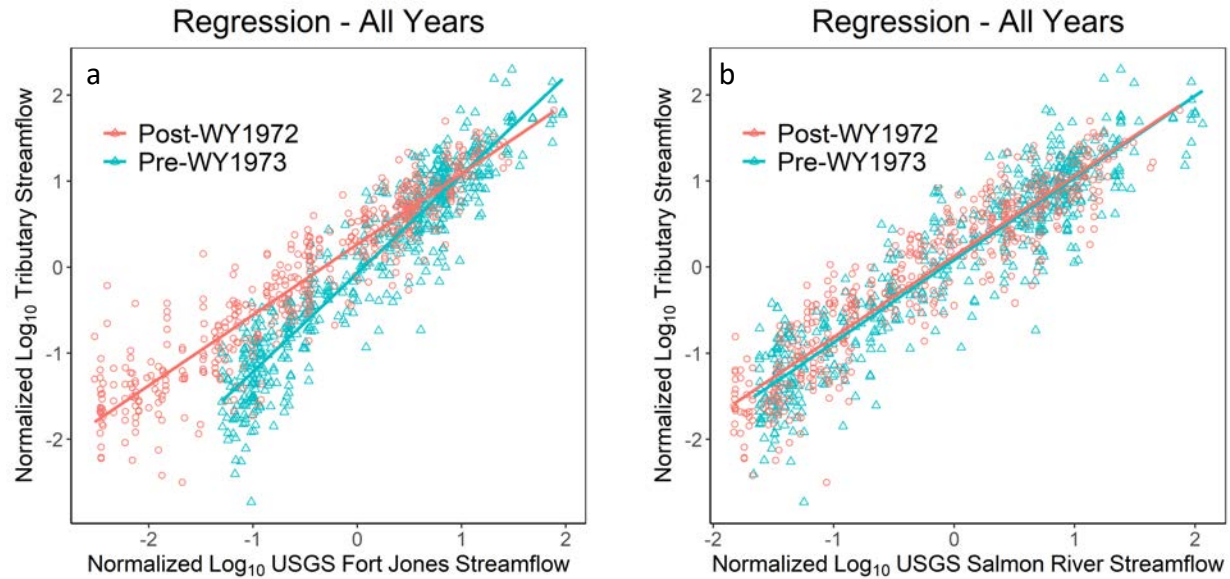 Regression - All Years
a
Post-WY1972
Pre-WY1973
2
1
0
-1
-2
Normalized Log₁₀ Tributary Streamflow
-2 -1 0 1 2
Normalized Log₁₀ USGS Fort Jones Streamflow
Regression - All Years
b
Post-WY1972
Pre-WY1973
2
1
0
-1
-2
Normalized Log₁₀ Tributary Streamflow
-2 -1 0 1 2
Normalized Log₁₀ USGS Salmon River Streamflow